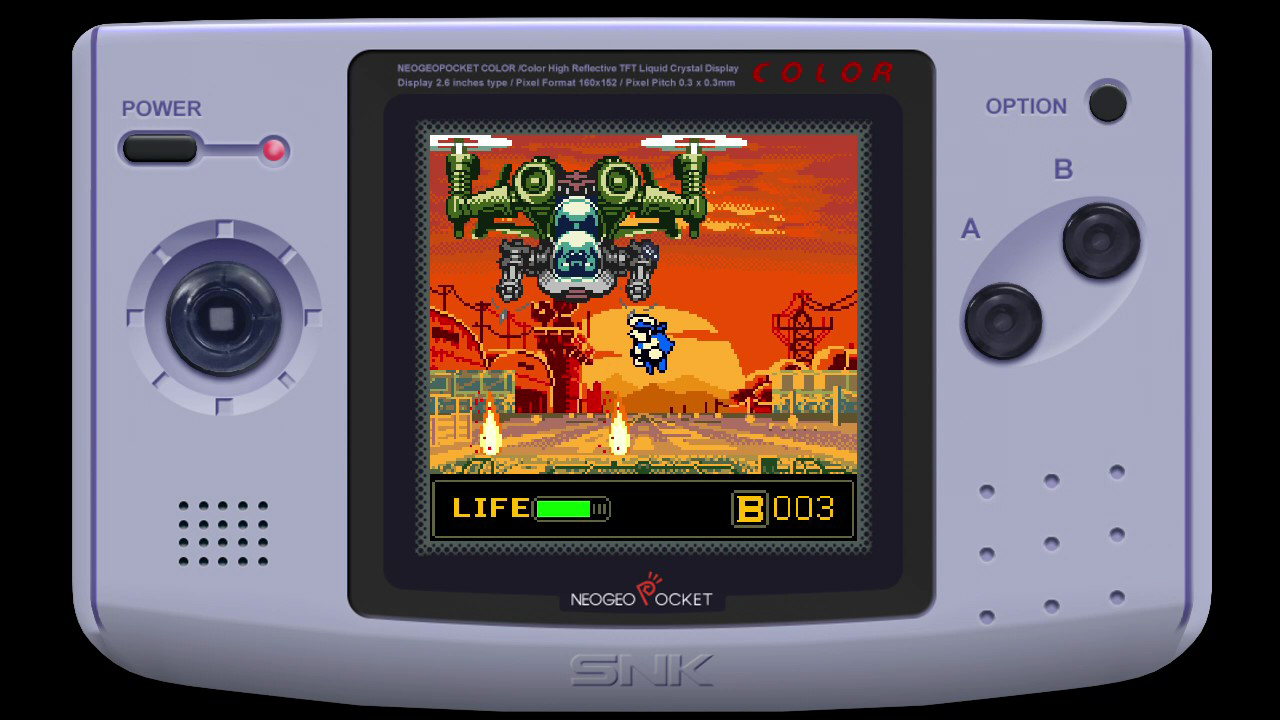 NEOGEOPOCKET COLOR /Color High Reflective TFT Liquid Crystal Display
Display 2.6 inches type / Pixel Format 160x152 / Pixel Pitch 0.3 x 0.3mm
COLOR
POWER
OPTION
B
A
LIFE
B 003
NEOGEO POCKET
SNK